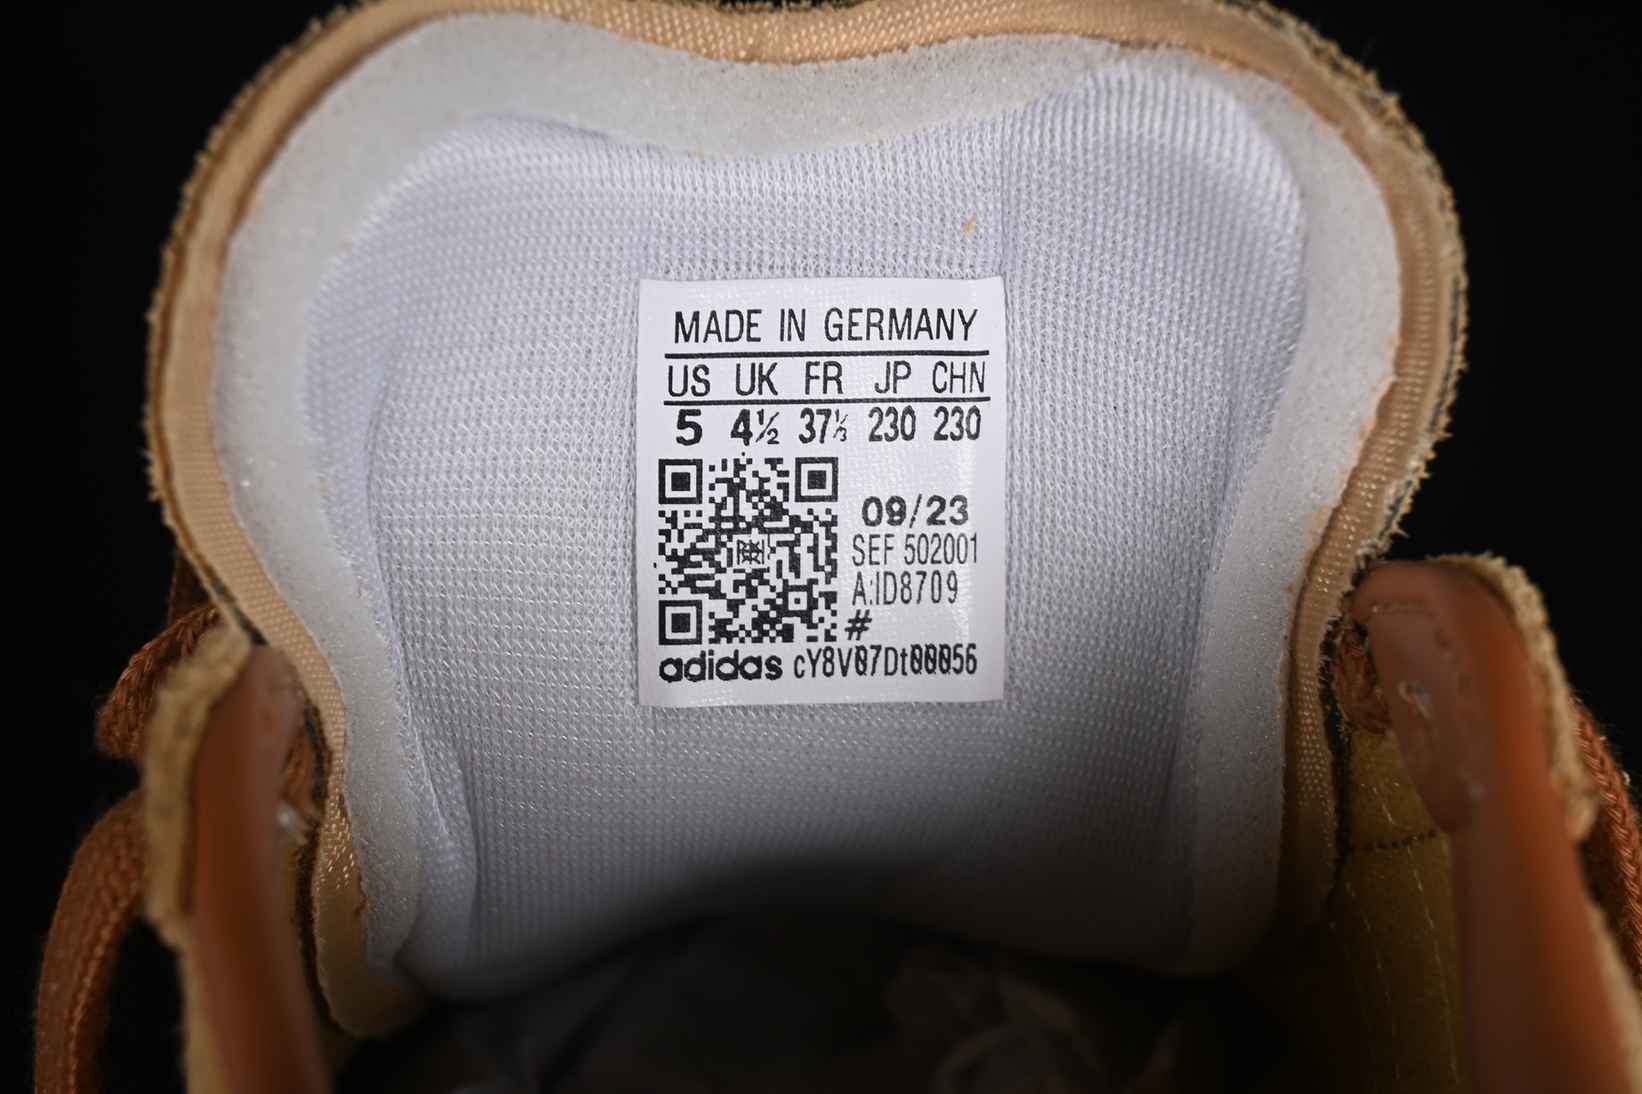 MADE IN GERMANY
US UK FR JP CHN
5 4½ 37⅓ 230 230
09/23
SEF 502001
A:ID8709
#
adidas cY8V07Dt00056